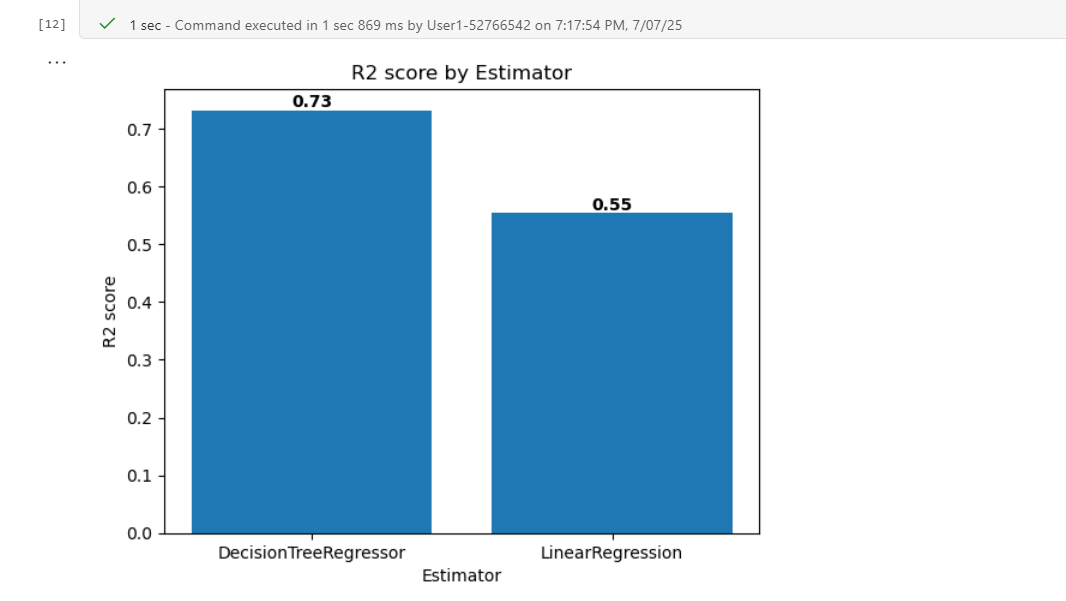 [12]
1 sec - Command executed in 1 sec 869 ms by User1-52766542 on 7:17:54 PM, 7/07/25
...
R2 score by Estimator
0.73
0.55
0.7
0.6
0.5
0.4
0.3
0.2
0.1
0.0
R2 score
DecisionTreeRegressor LinearRegression
Estimator